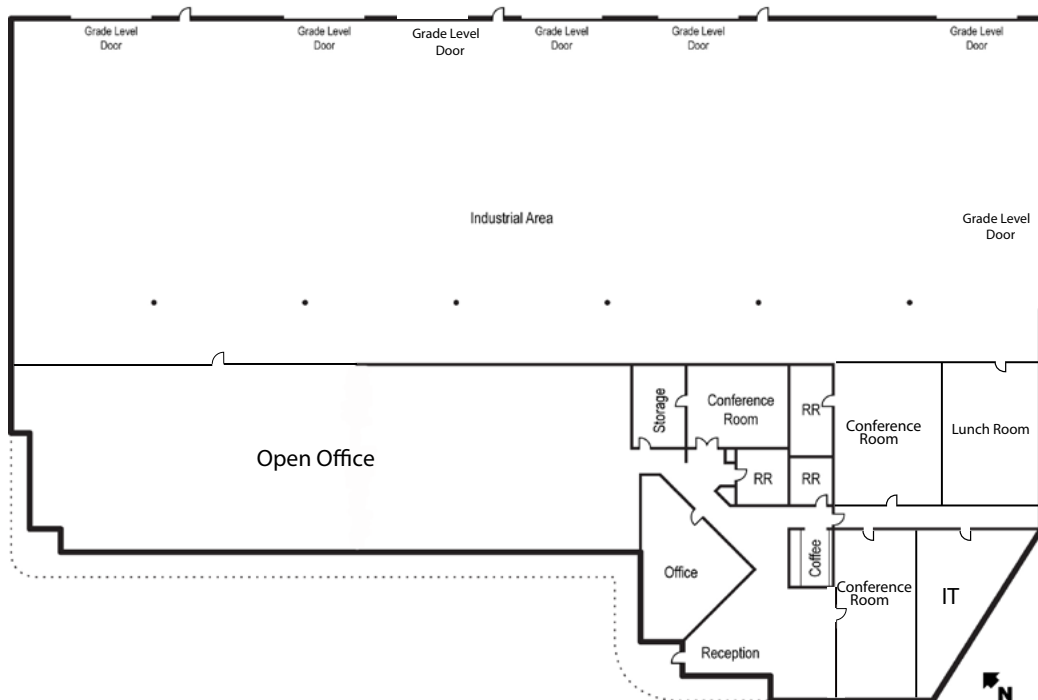 Grade Level
Door
Grade Level
Door
Grade Level
Door
Grade Level
Door
Grade Level
Door
Grade Level
Door
Industrial Area
Grade Level
Door
Storage
Conference
Room
RR
Conference
Room
Lunch Room
Open Office
RR
RR
Office
Coffee
Conference
Room
IT
Reception
N